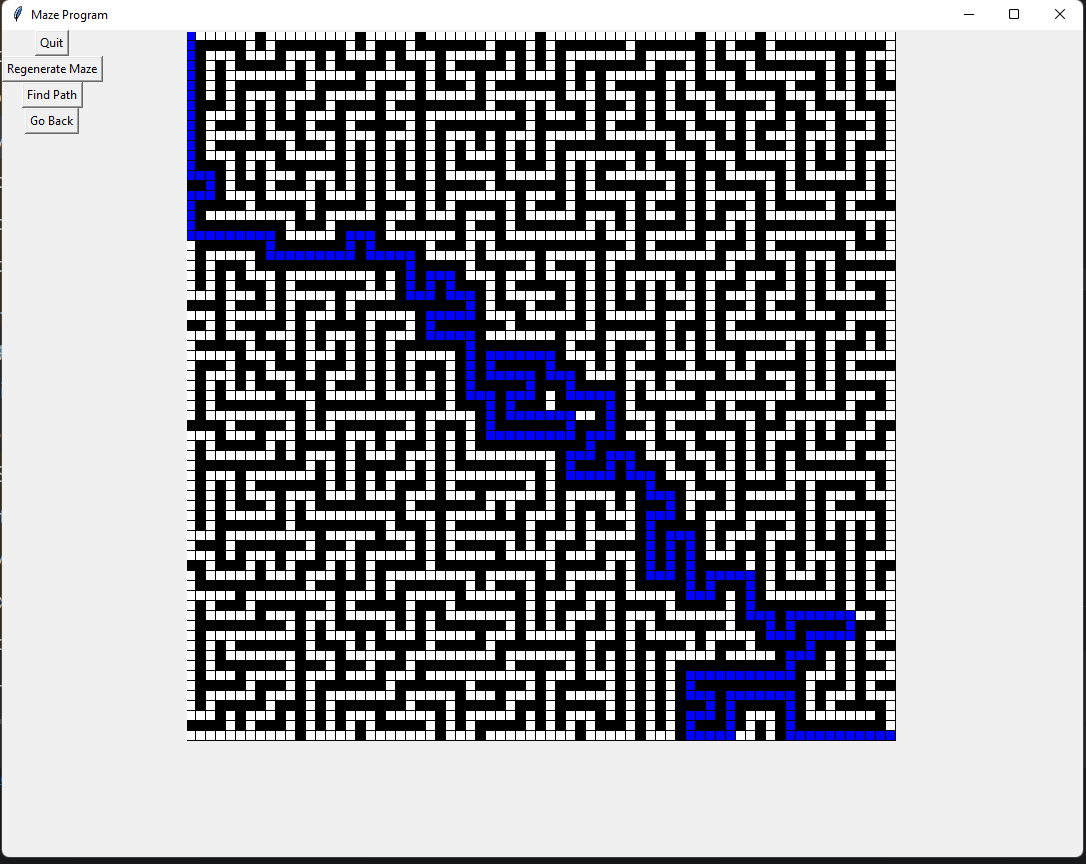 Maze Program
Quit
Regenerate Maze
Find Path
Go Back